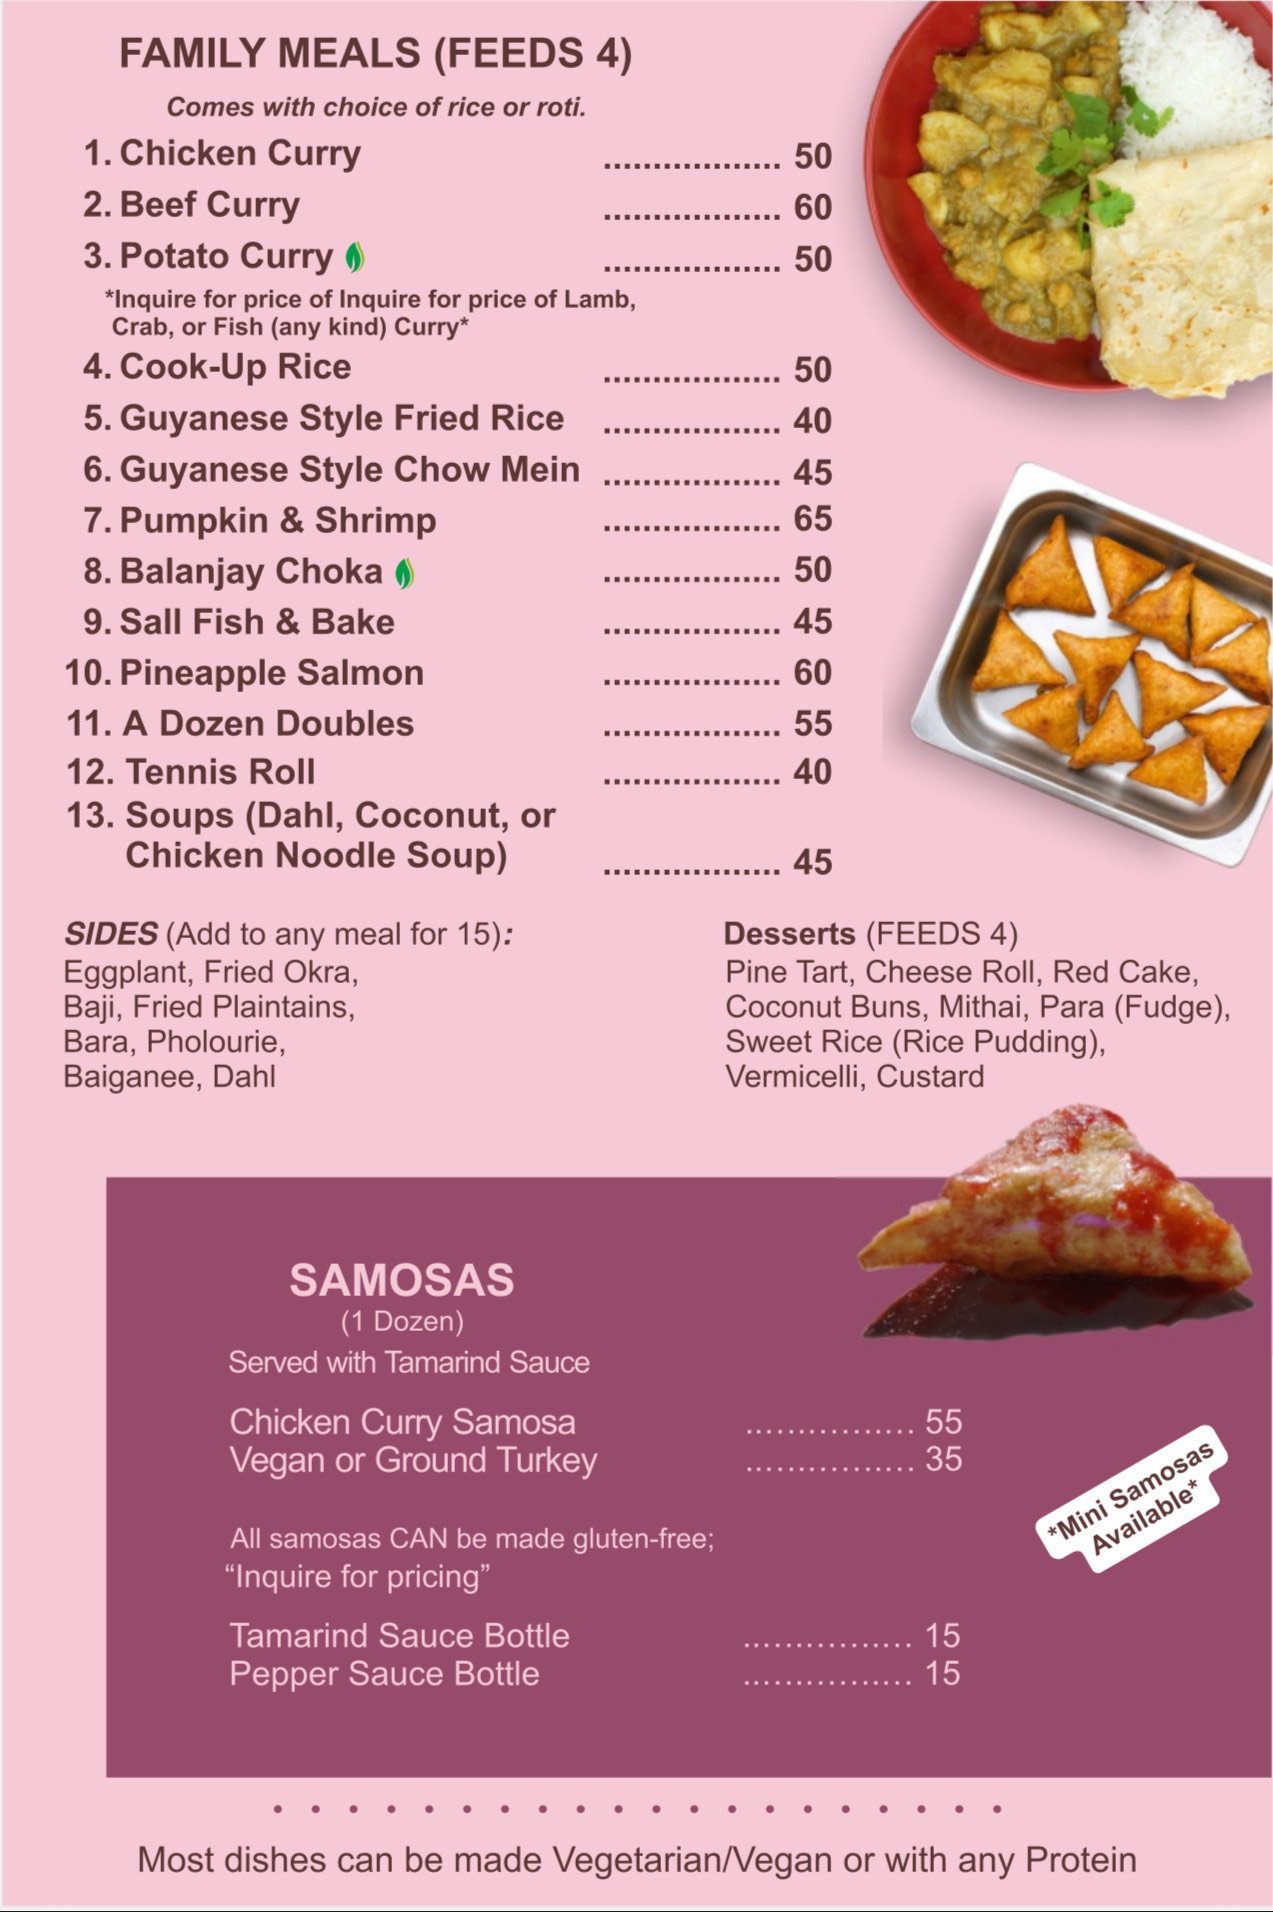 FAMILY MEALS (FEEDS 4)
Comes with choice of rice or roti.
1. Chicken Curry ................... 50
2. Beef Curry ................... 60
3. Potato Curry ................... 50
*Inquire for price of Inquire for price of Lamb,
Crab, or Fish (any kind) Curry*
4. Cook-Up Rice ................... 50
5. Guyanese Style Fried Rice ................... 40
6. Guyanese Style Chow Mein ................... 45
7. Pumpkin & Shrimp ................... 65
8. Balanjay Choka ................... 50
9. Sall Fish & Bake ................... 45
10. Pineapple Salmon ................... 60
11. A Dozen Doubles ................... 55
12. Tennis Roll ................... 40
13. Soups (Dahl, Coconut, or
Chicken Noodle Soup) ................... 45
SIDES (Add to any meal for 15):
Eggplant, Fried Okra,
Baji, Fried Plaintains,
Bara, Pholourie,
Baiganee, Dahl
Desserts (FEEDS 4)
Pine Tart, Cheese Roll, Red Cake,
Coconut Buns, Mithai, Para (Fudge),
Sweet Rice (Rice Pudding),
Vermicelli, Custard
SAMOSAS
(1 Dozen)
Served with Tamarind Sauce
Chicken Curry Samosa ................ 55
Vegan or Ground Turkey ................ 35
*Mini Samosas
Available*
All samosas CAN be made gluten-free;
“Inquire for pricing”
Tamarind Sauce Bottle ................ 15
Pepper Sauce Bottle ................ 15
Most dishes can be made Vegetarian/Vegan or with any Protein